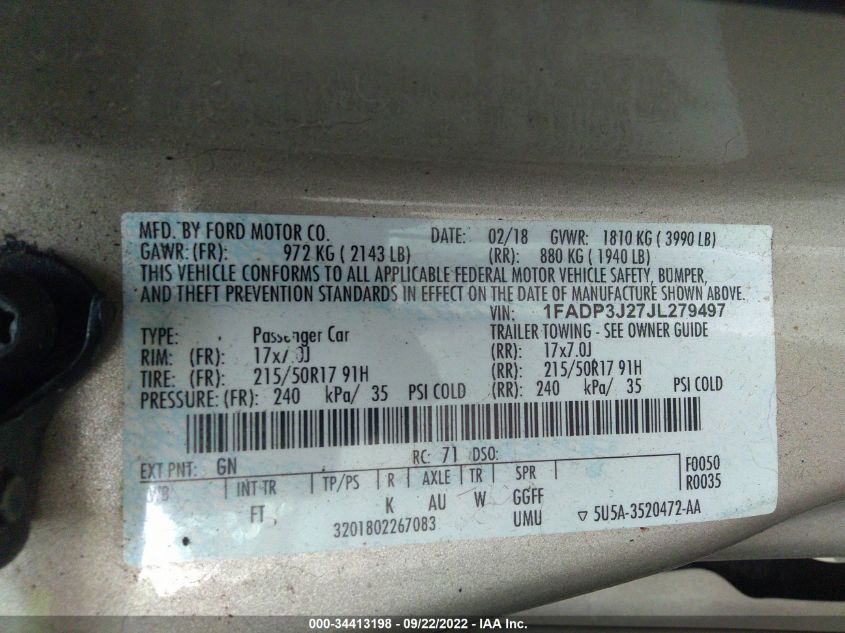 MFD. BY FORD MOTOR CO. DATE: 02/18 GVWR: 1810 KG ( 3990 LB)
GAWR: (FR): 972 KG ( 2143 LB) (RR): 880 KG ( 1940 LB)
THIS VEHICLE CONFORMS TO ALL APPLICABLE FEDERAL MOTOR VEHICLE SAFETY, BUMPER,
AND THEFT PREVENTION STANDARDS IN EFFECT ON THE DATE OF MANUFACTURE SHOWN ABOVE.
VIN: 1FADP3J27JL279497
TYPE: Passenger Car TRAILER TOWING - SEE OWNER GUIDE
RIM: (FR): 17x7.0J (RR): 17x7.0J
TIRE: (FR): 215/50R17 91H (RR): 215/50R17 91H
PRESSURE: (FR): 240 kPa/ 35 PSI COLD (RR): 240 kPa/ 35 PSI COLD
EXT PNT: GN RC: 71 DSO: F0050
INT TR TP/PS R AXLE TR SPR R0035
FT K AU W GGFF
3201802267083 UMU ▽ 5U5A-3520472-AA
000-34413198 - 09/22/2022 - IAA Inc.